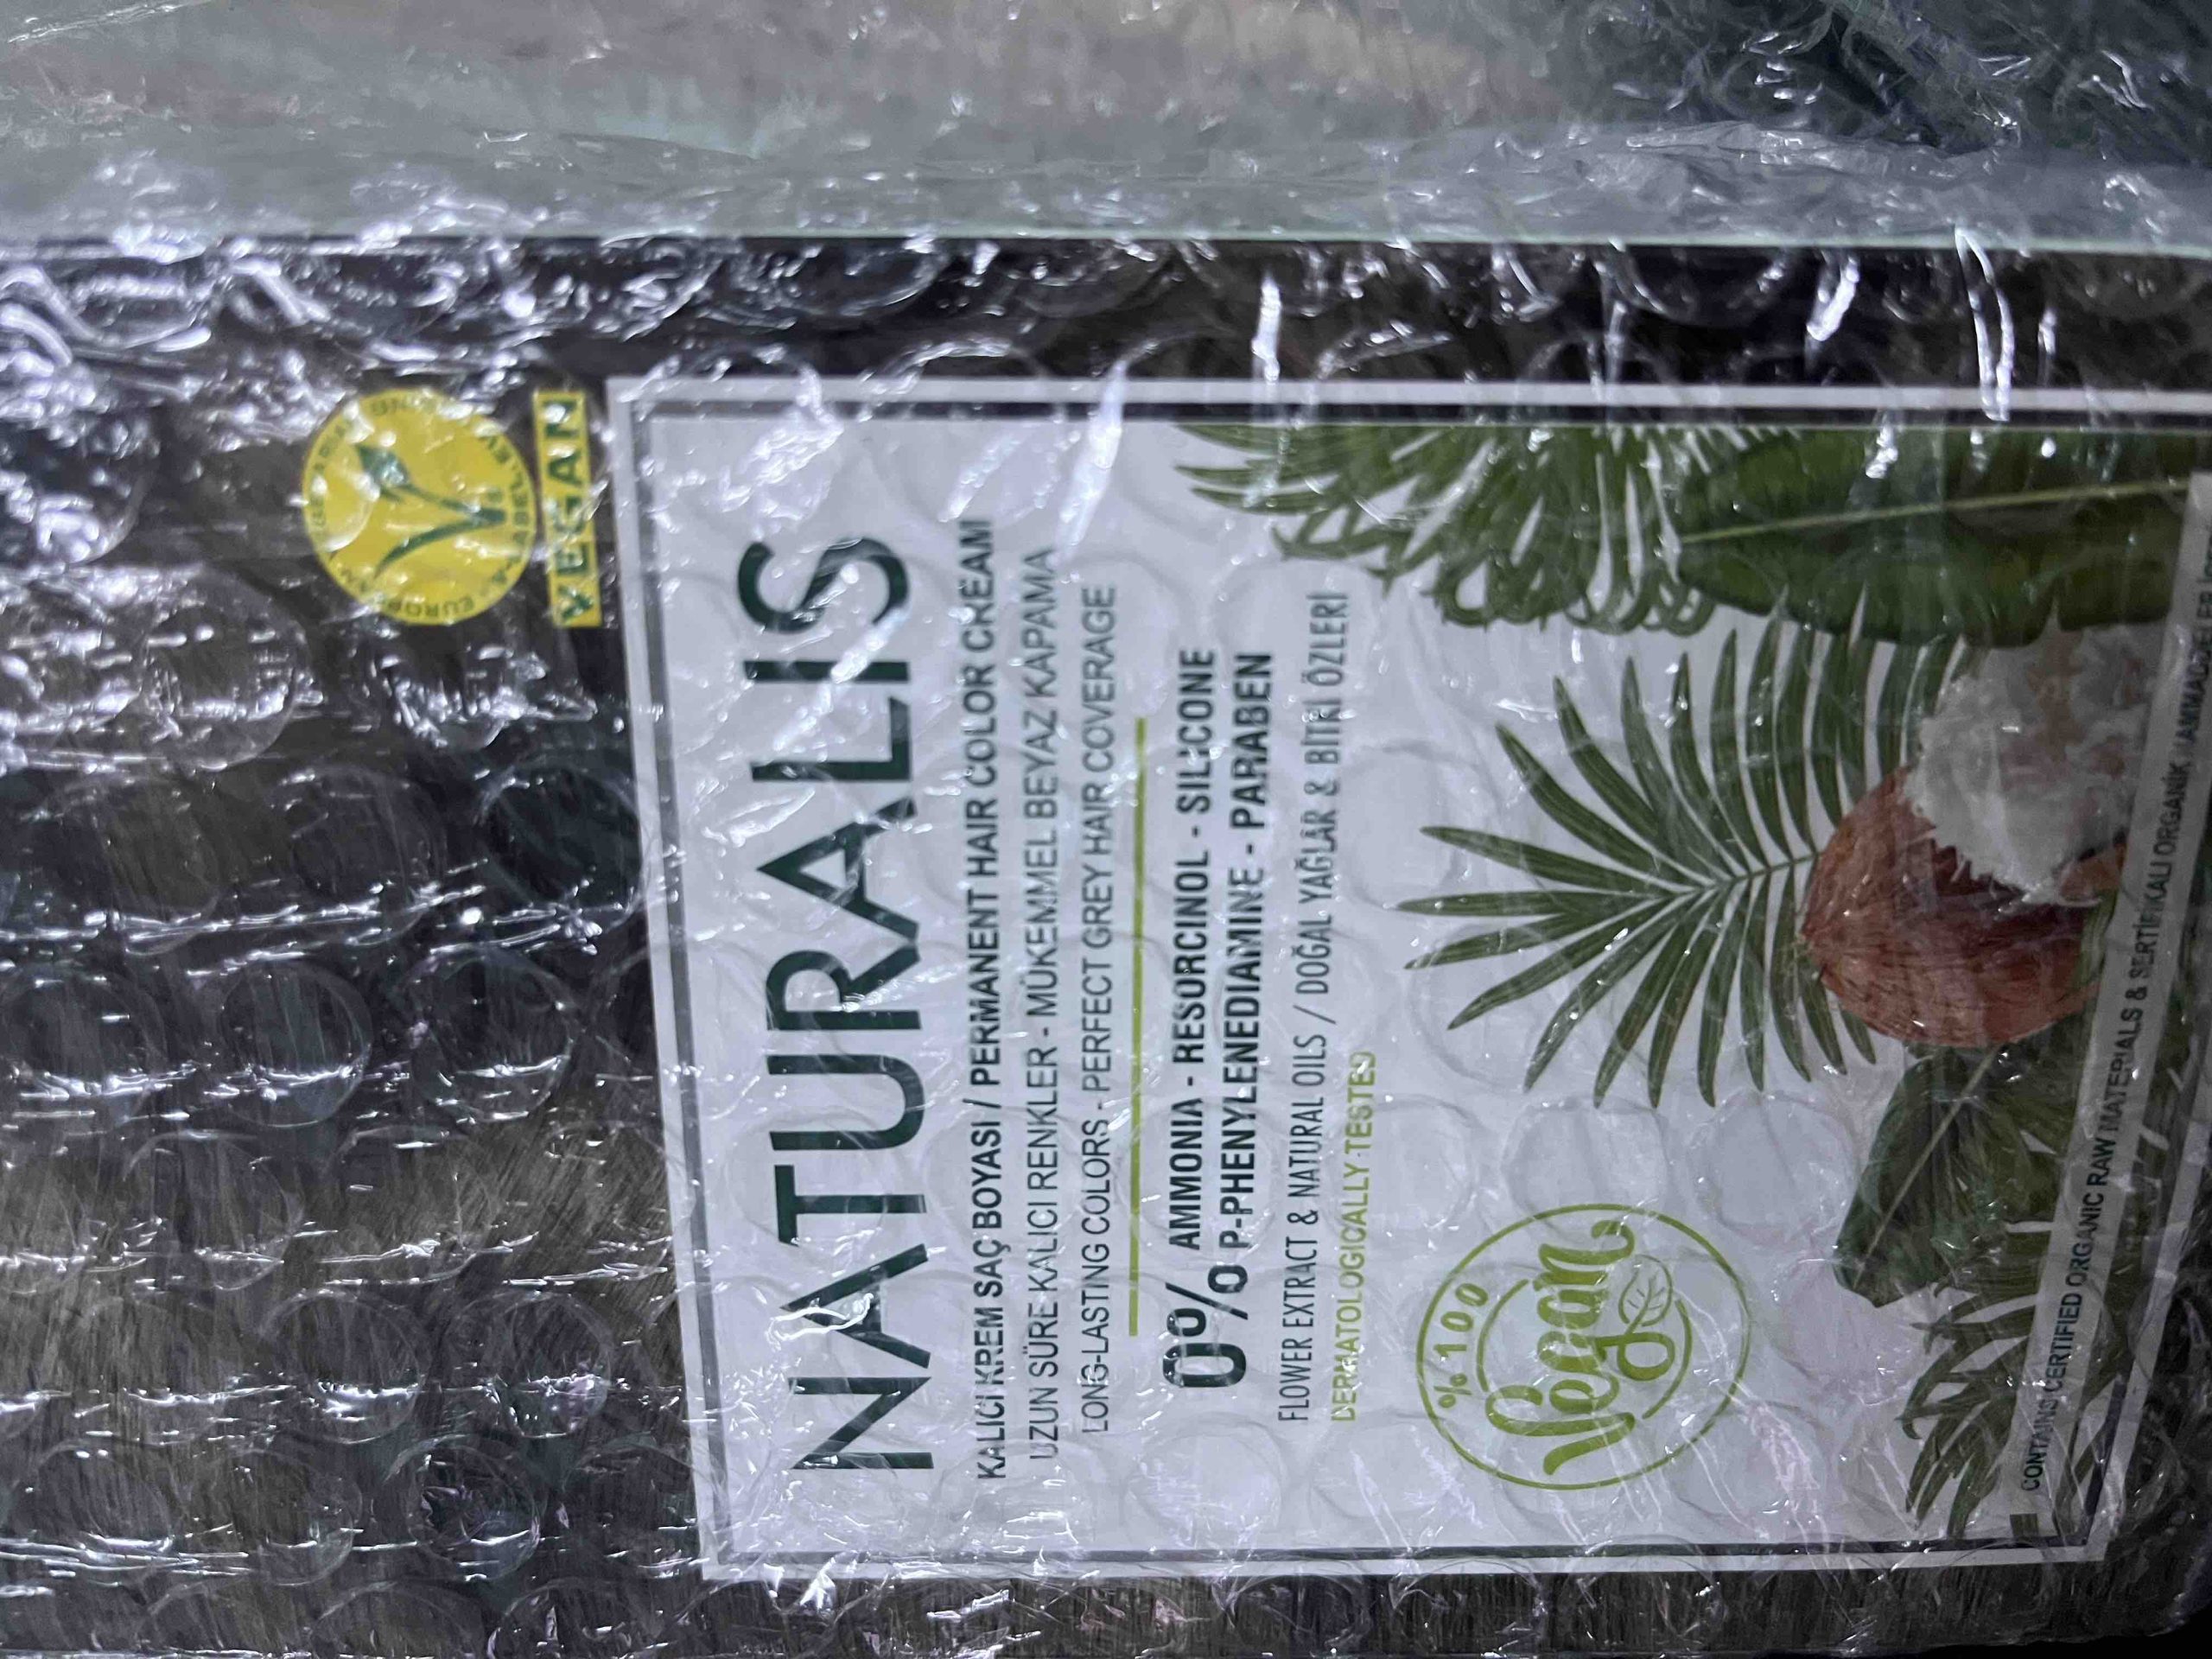 VEGAN
NATURALIS
KALICI KREM SAÇ BOYASI / PERMANENT HAIR COLOR CREAM
UZUN SÜRE KALICI RENKLER - MÜKEMMEL BEYAZ KAPAMA
LONG-LASTING COLORS - PERFECT GREY HAIR COVERAGE
0% AMMONIA - RESORCINOL - SILICONE
P-PHENYLENEDIAMINE - PARABEN
FLOWER EXTRACT & NATURAL OILS / DOĞAL YAĞLAR & BİTKİ ÖZLERİ
DERMATOLOGICALLY TESTED
%100
Vegan
CONTAINS CERTIFIED ORGANIC RAW MATERIALS & SERTİFİKALI ORGANİK HAMMADDELER